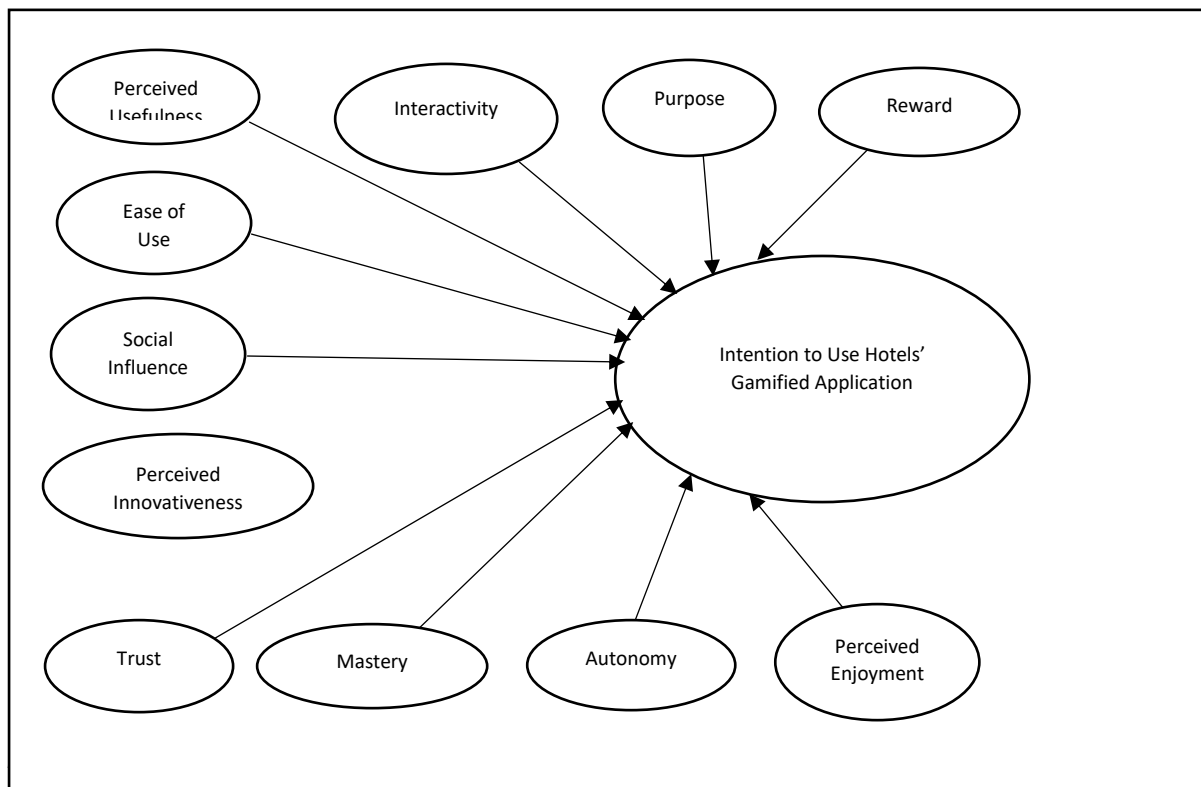 Perceived
Usefulness
Interactivity
Purpose
Reward
Ease of
Use
Social
Influence
Intention to Use Hotels’
Gamified Application
Perceived
Innovativeness
Trust
Mastery
Autonomy
Perceived
Enjoyment